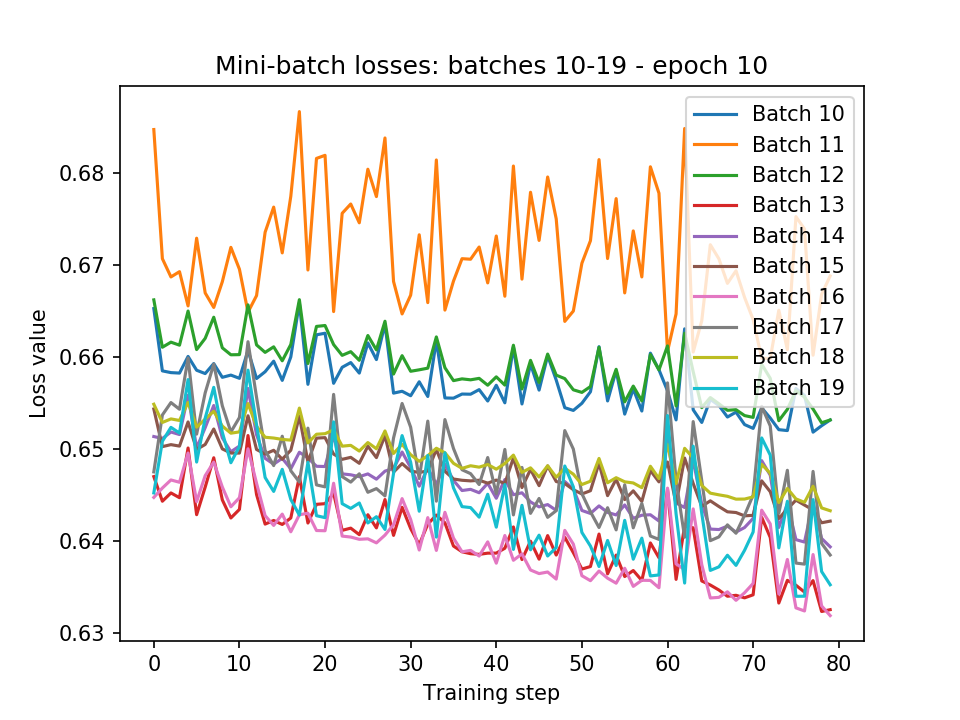 Mini-batch losses: batches 10-19 - epoch 10
Loss value
0.68
0.67
0.66
0.65
0.64
0.63
0
10
20
30
40
50
60
70
80
Training step
Batch 10
Batch 11
Batch 12
Batch 13
Batch 14
Batch 15
Batch 16
Batch 17
Batch 18
Batch 19